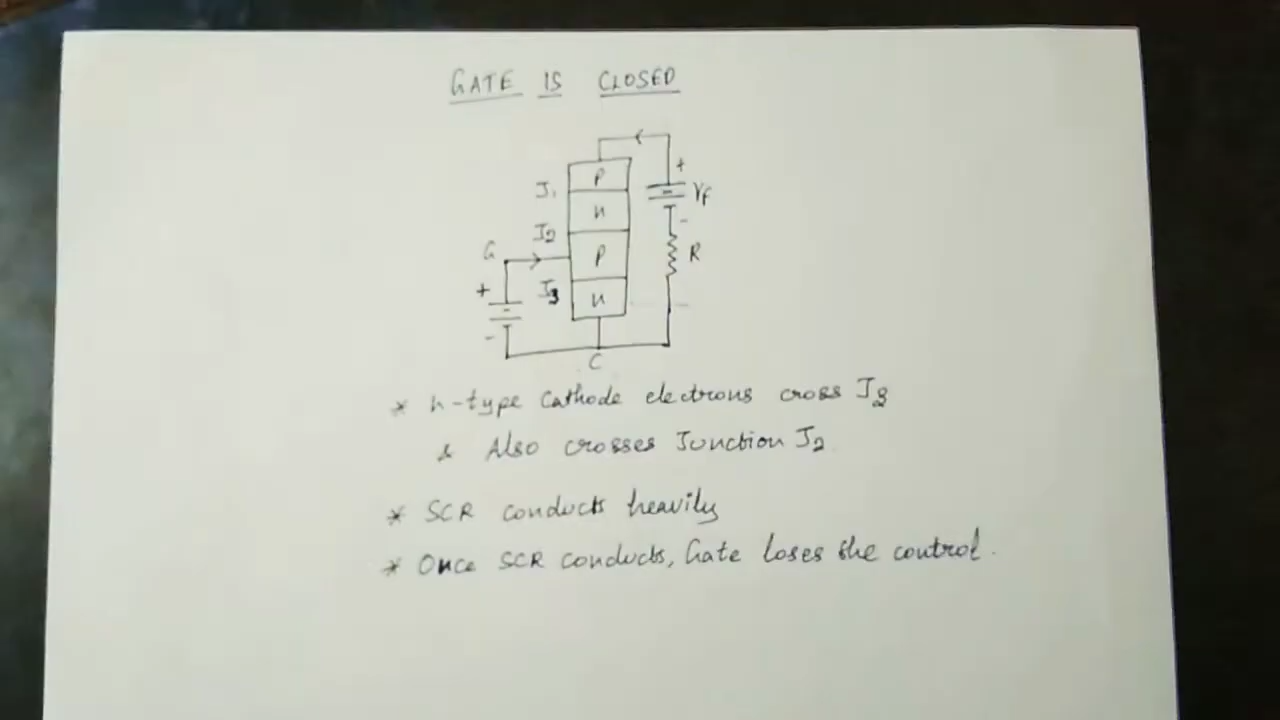 GATE IS CLOSED
+
P
J1
VF
n
-
J2
G
P
R
+
J3
n
-
C
* n-type Cathode electrons cross J3
& Also crosses Junction J2
* SCR conducts heavily
* Once SCR conducts, Gate loses the control.